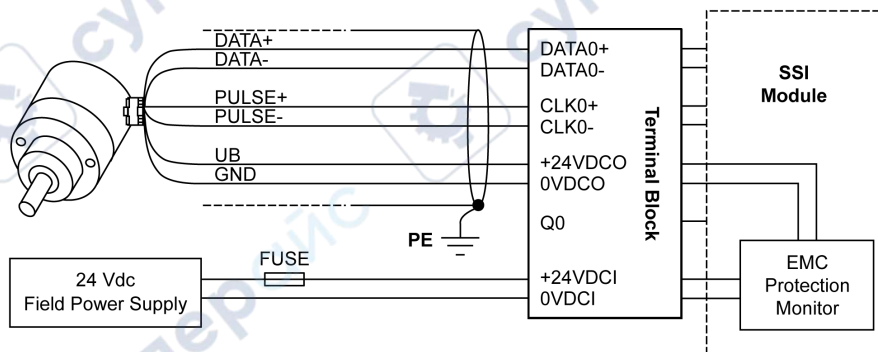 DATA+
DATA-
PULSE+
PULSE-
UB
GND
PE
FUSE
24 Vdc
Field Power Supply
DATA0+
DATA0-
CLK0+
CLK0-
+24VDCO
0VDCO
Q0
+24VDCI
0VDCI
Terminal Block
SSI
Module
EMC
Protection
Monitor